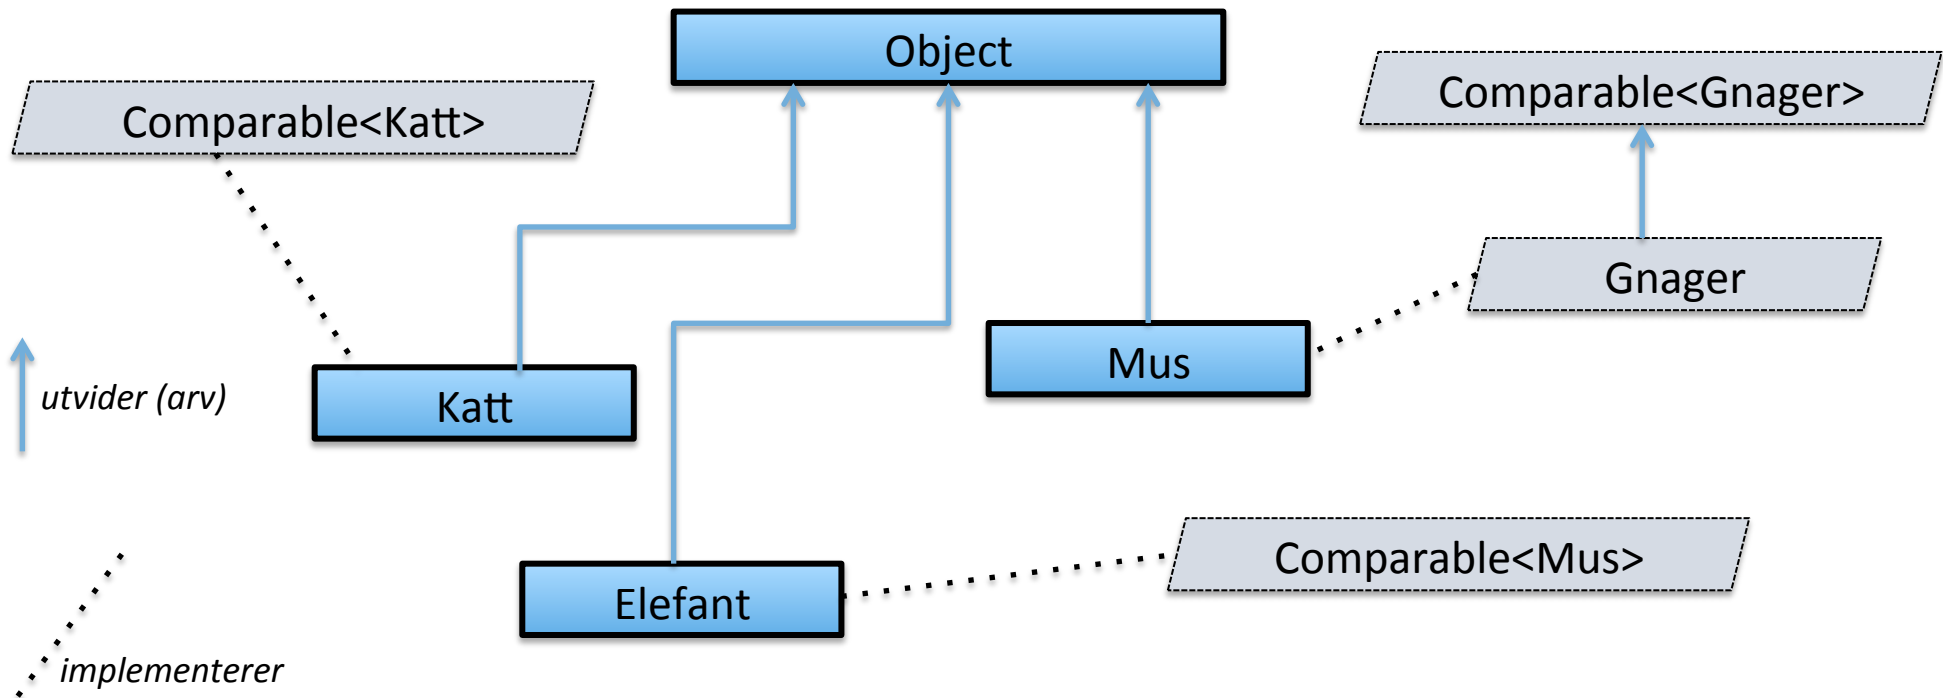 Object
Comparable<Katt>
Comparable<Gnager>
Gnager
Mus
utvider (arv)
Katt
Comparable<Mus>
Elefant
implementerer